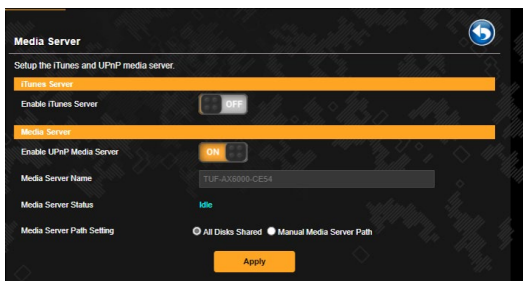 Media Server
Setup the iTunes and UPnP media server.
iTunes Server
Enable iTunes Server OFF
Media Server
Enable UPnP Media Server ON
Media Server Name TUF-AX6000-CE54
Media Server Status Idle
Media Server Path Setting All Disks Shared Manual Media Server Path
Apply